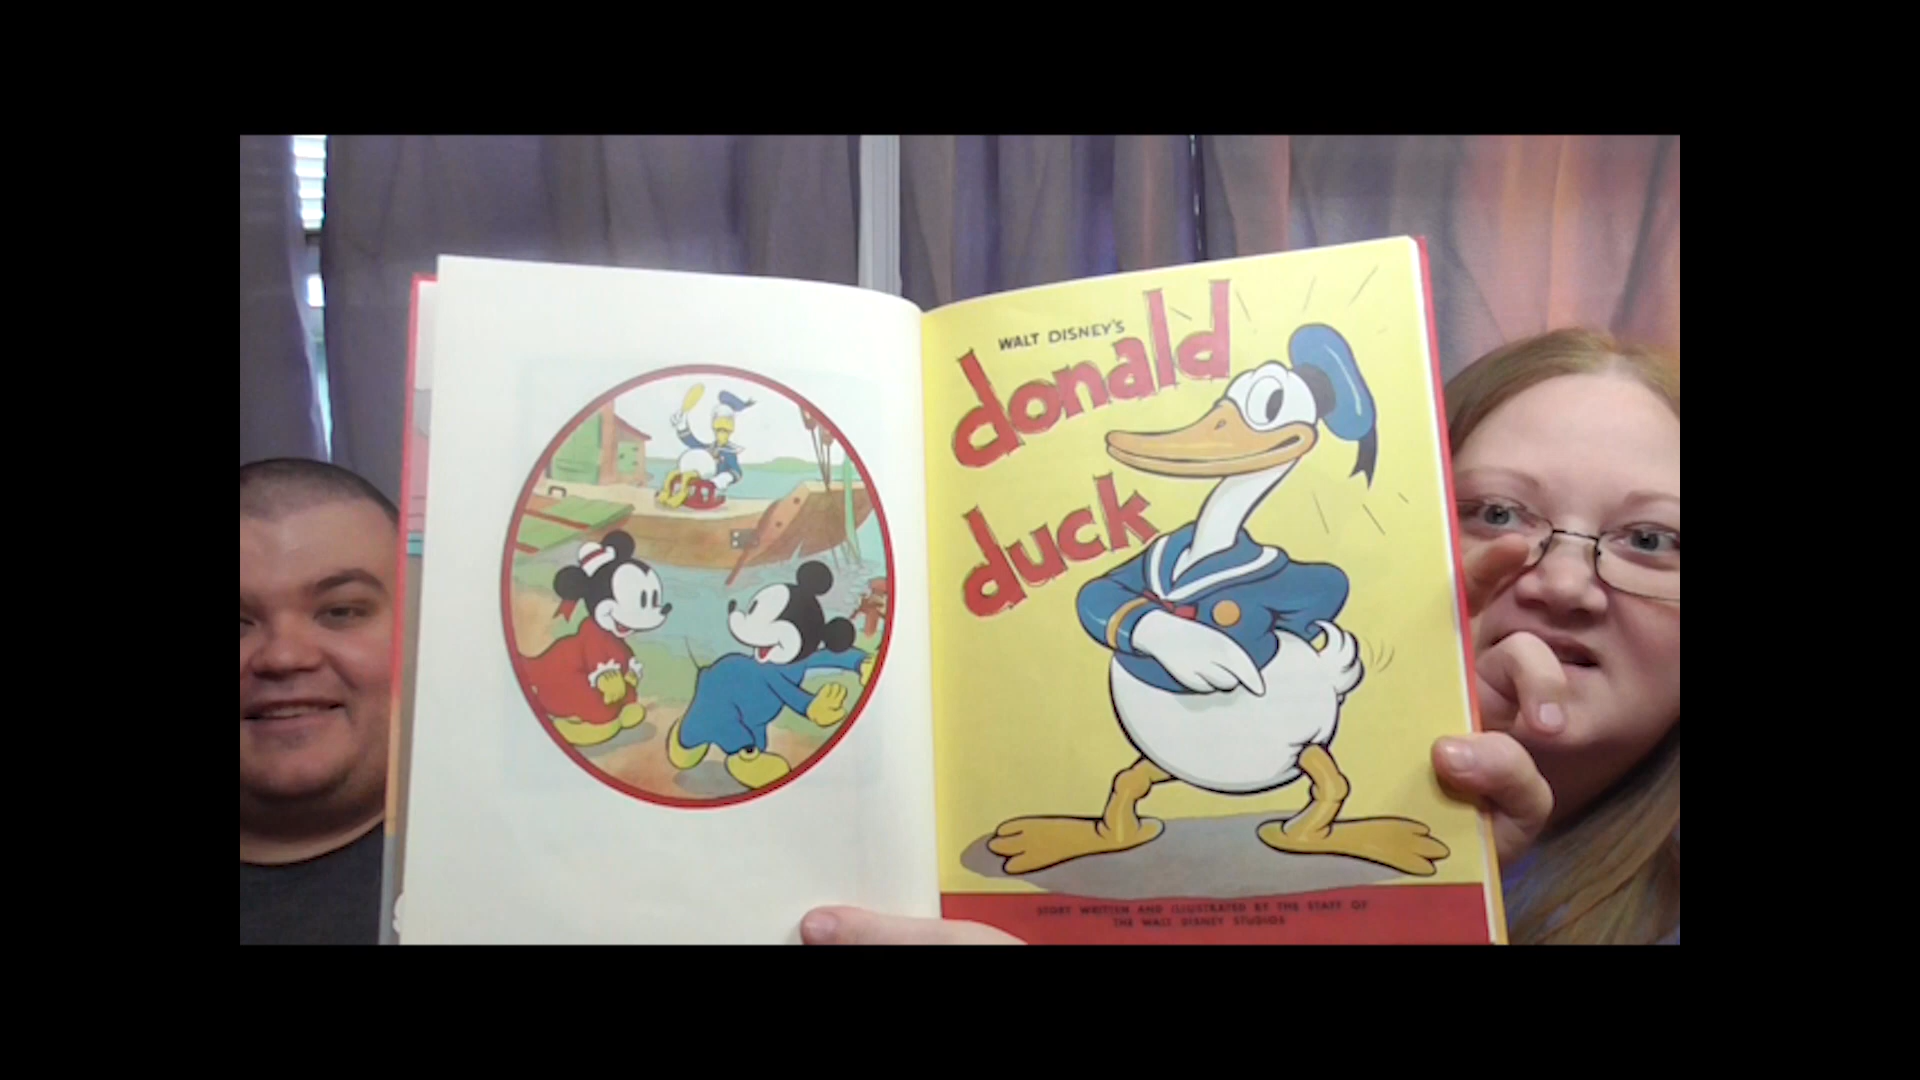 WALT DISNEY'S
donald
duck
STORY WRITTEN AND ILLUSTRATED BY THE STAFF OF
THE WALT DISNEY STUDIOS